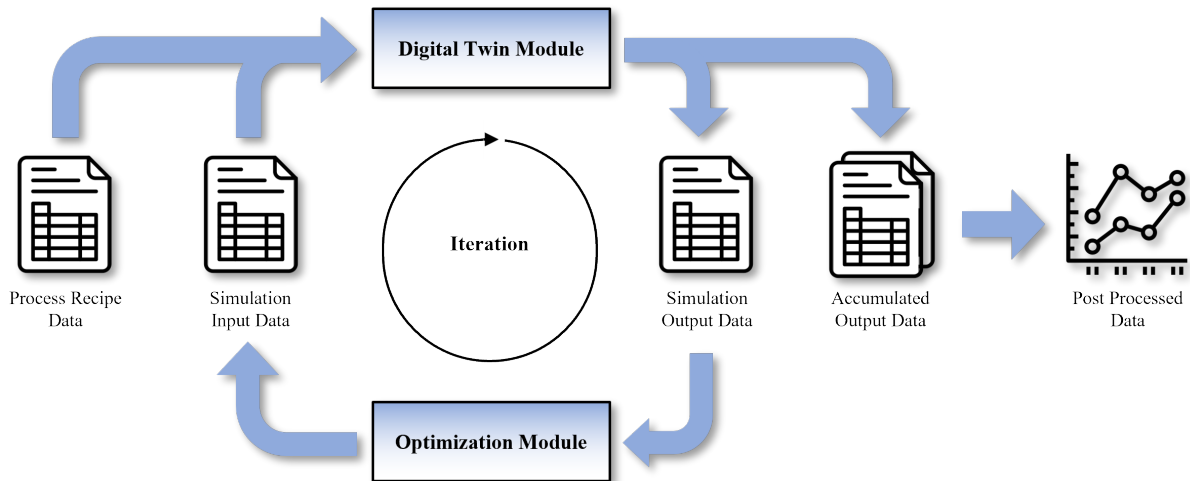 Digital Twin Module
Iteration
Process Recipe
Data
Simulation
Input Data
Simulation
Output Data
Accumulated
Output Data
Post Processed
Data
Optimization Module